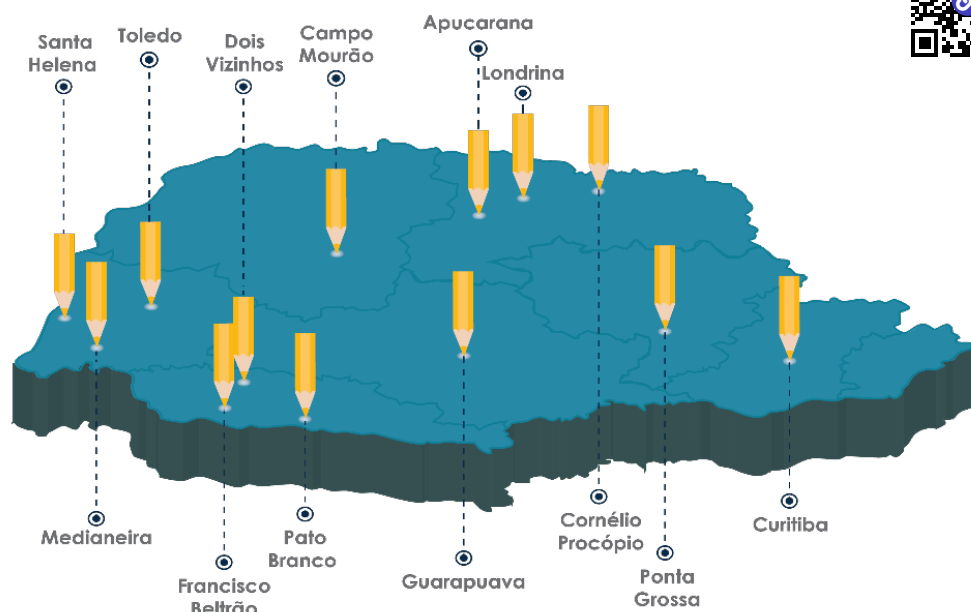 Santa
Helena
Toledo
Dois
Vizinhos
Campo
Mourão
Apucarana
Londrina
Medianeira
Francisco
Beltrão
Pato
Branco
Guarapuava
Cornélio
Procópio
Ponta
Grossa
Curitiba